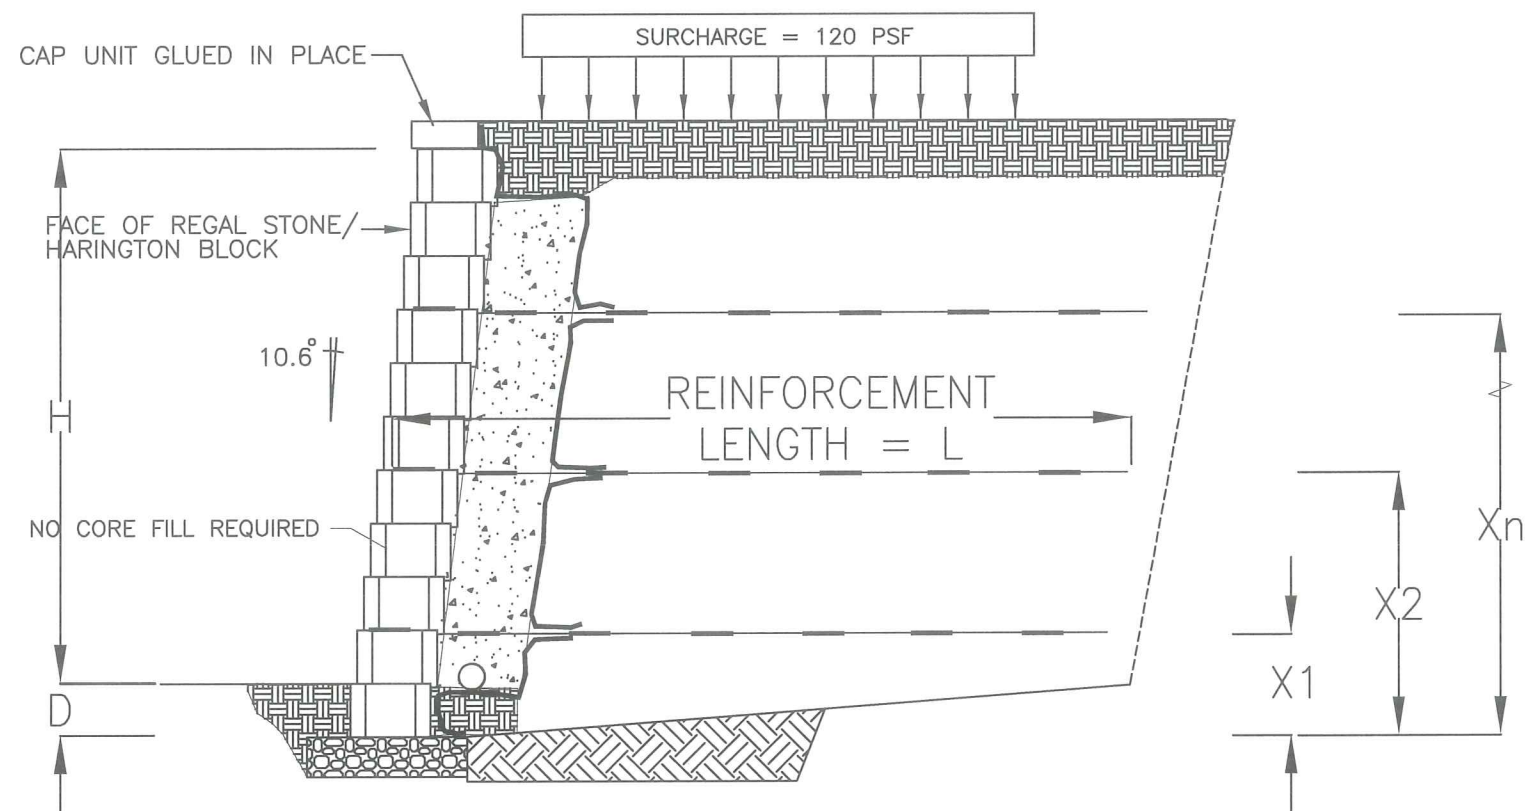 SURCHARGE = 120 PSF
CAP UNIT GLUED IN PLACE
FACE OF REGAL STONE/
HARINGTON BLOCK
10.6°
H
REINFORCEMENT
LENGTH = L
NO CORE FILL REQUIRED
Xn
X2
X1
D